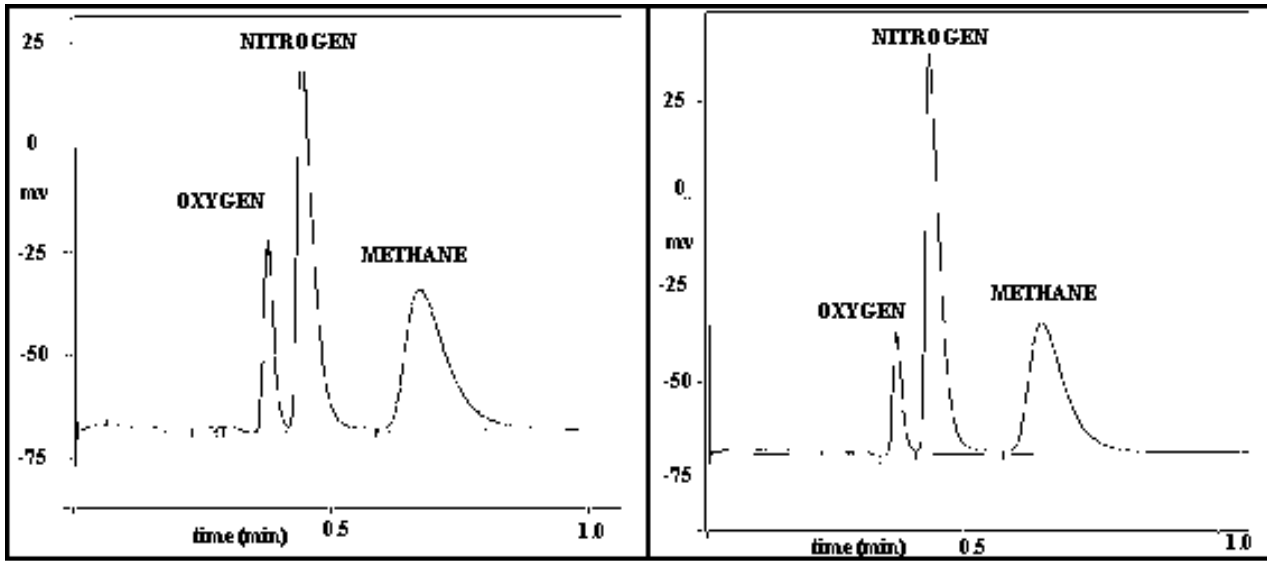 25
NITROGEN
0
mv
OXYGEN
-25
METHANE
-50
-75
time (min)
0.5
1.0
NITROGEN
25
0
mv
-25
OXYGEN
METHANE
-50
-75
time (min)
0.5
1.0